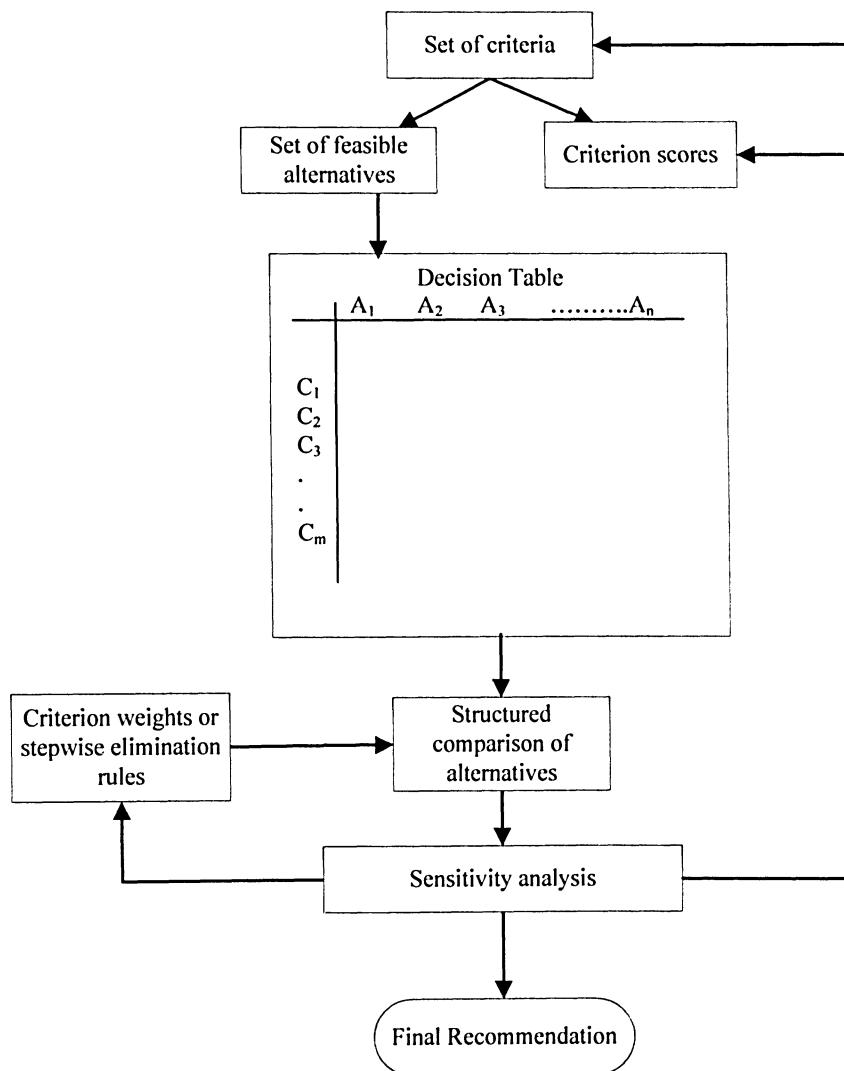 Set of criteria
Set of feasible
alternatives
Criterion scores
Decision Table
A₁ A₂ A₃ ..........Aₙ
C₁
C₂
C₃
.
.
Cₘ
Criterion weights or
stepwise elimination
rules
Structured
comparison of
alternatives
Sensitivity analysis
Final Recommendation